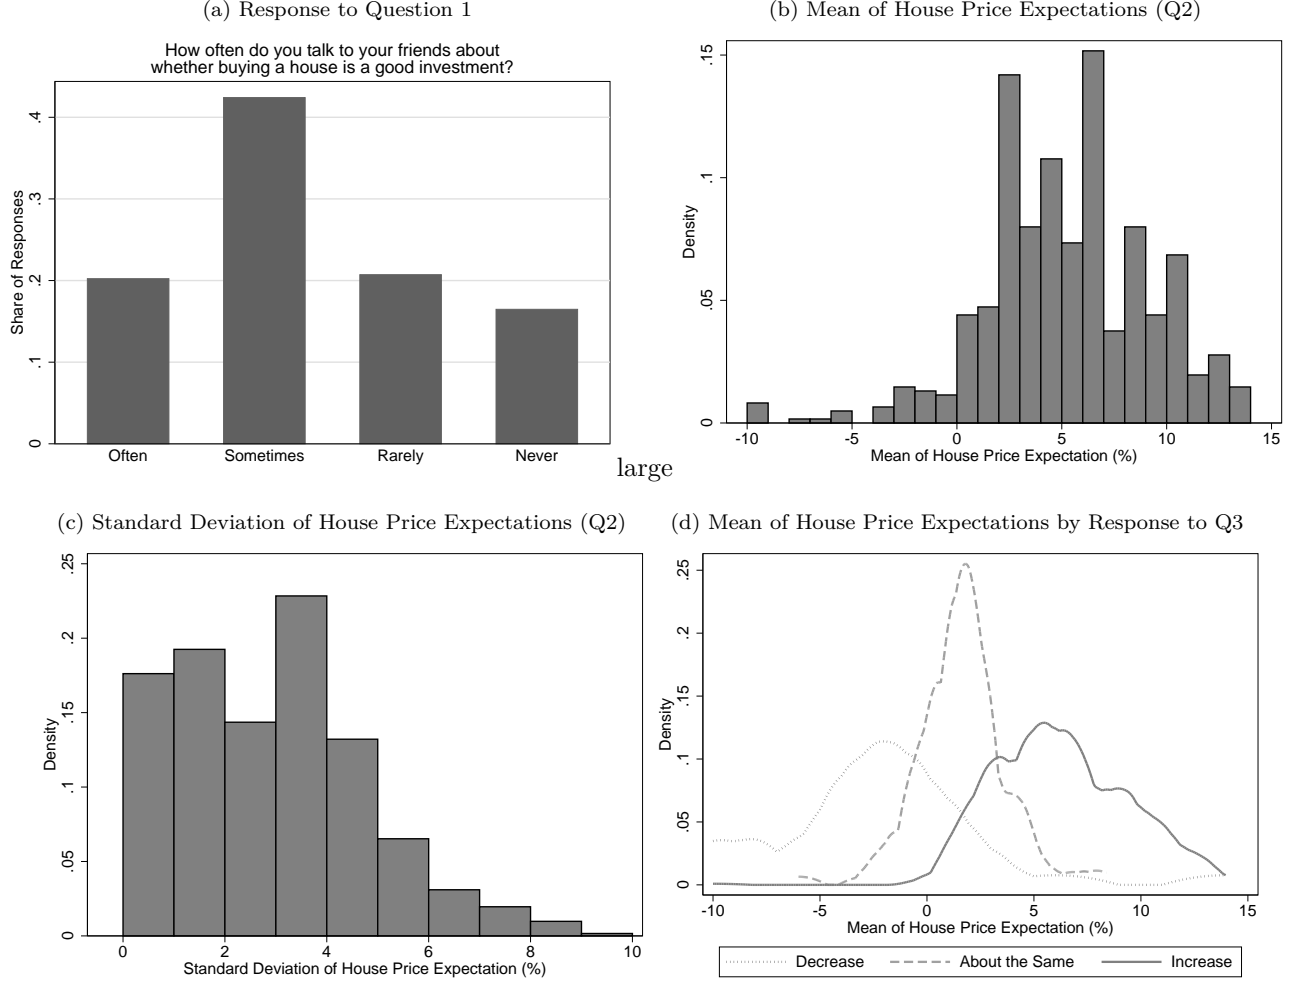 (a) Response to Question 1
How often do you talk to your friends about
whether buying a house is a good investment?
Share of Responses
.4
.3
.2
.1
0
Often Sometimes Rarely Never
(b) Mean of House Price Expectations (Q2)
Density
.15
.1
.05
0
-10 -5 0 5 10 15
Mean of House Price Expectation (%)
large
(c) Standard Deviation of House Price Expectations (Q2)
Density
.25
.2
.15
.1
.05
0
0 2 4 6 8 10
Standard Deviation of House Price Expectation (%)
(d) Mean of House Price Expectations by Response to Q3
Density
.25
.2
.15
.1
.05
0
-10 -5 0 5 10 15
Mean of House Price Expectation (%)
Decrease About the Same Increase